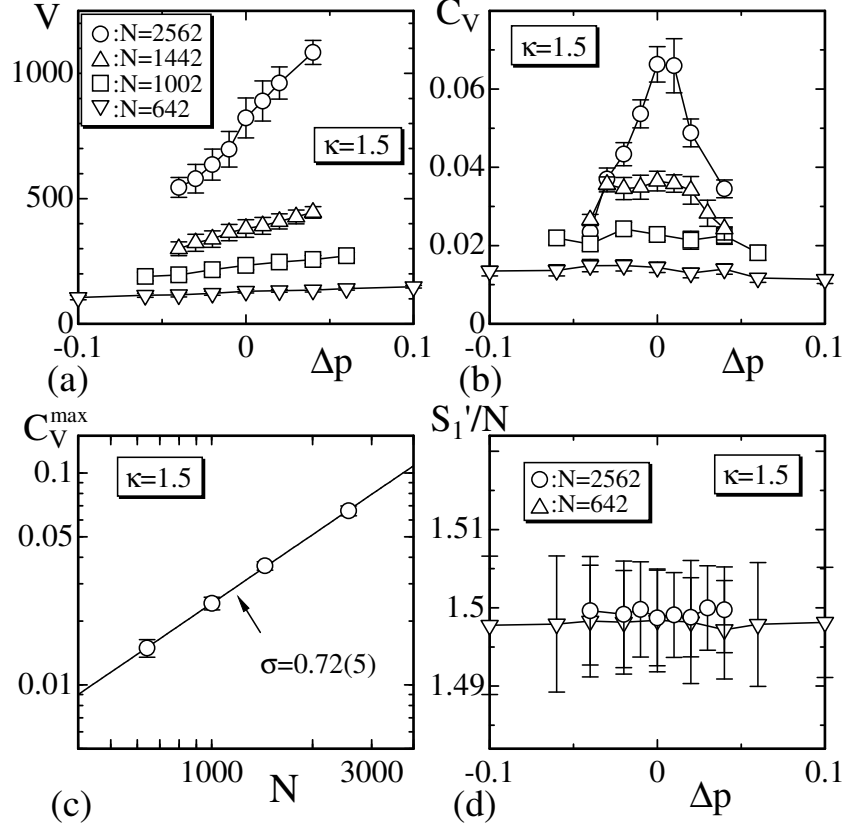 V
○:N=2562
△:N=1442
□:N=1002
▽:N=642
κ=1.5
1000
500
0
-0.1 0 0.1
(a) Δp
C_V
κ=1.5
0.06
0.04
0.02
0
-0.1 0 0.1
(b) Δp
C_V^max
κ=1.5
0.1
0.05
0.01
σ=0.72(5)
1000 3000
(c) N
S_1'/N
○:N=2562
△:N=642
κ=1.5
1.51
1.5
1.49
-0.1 0 0.1
(d) Δp